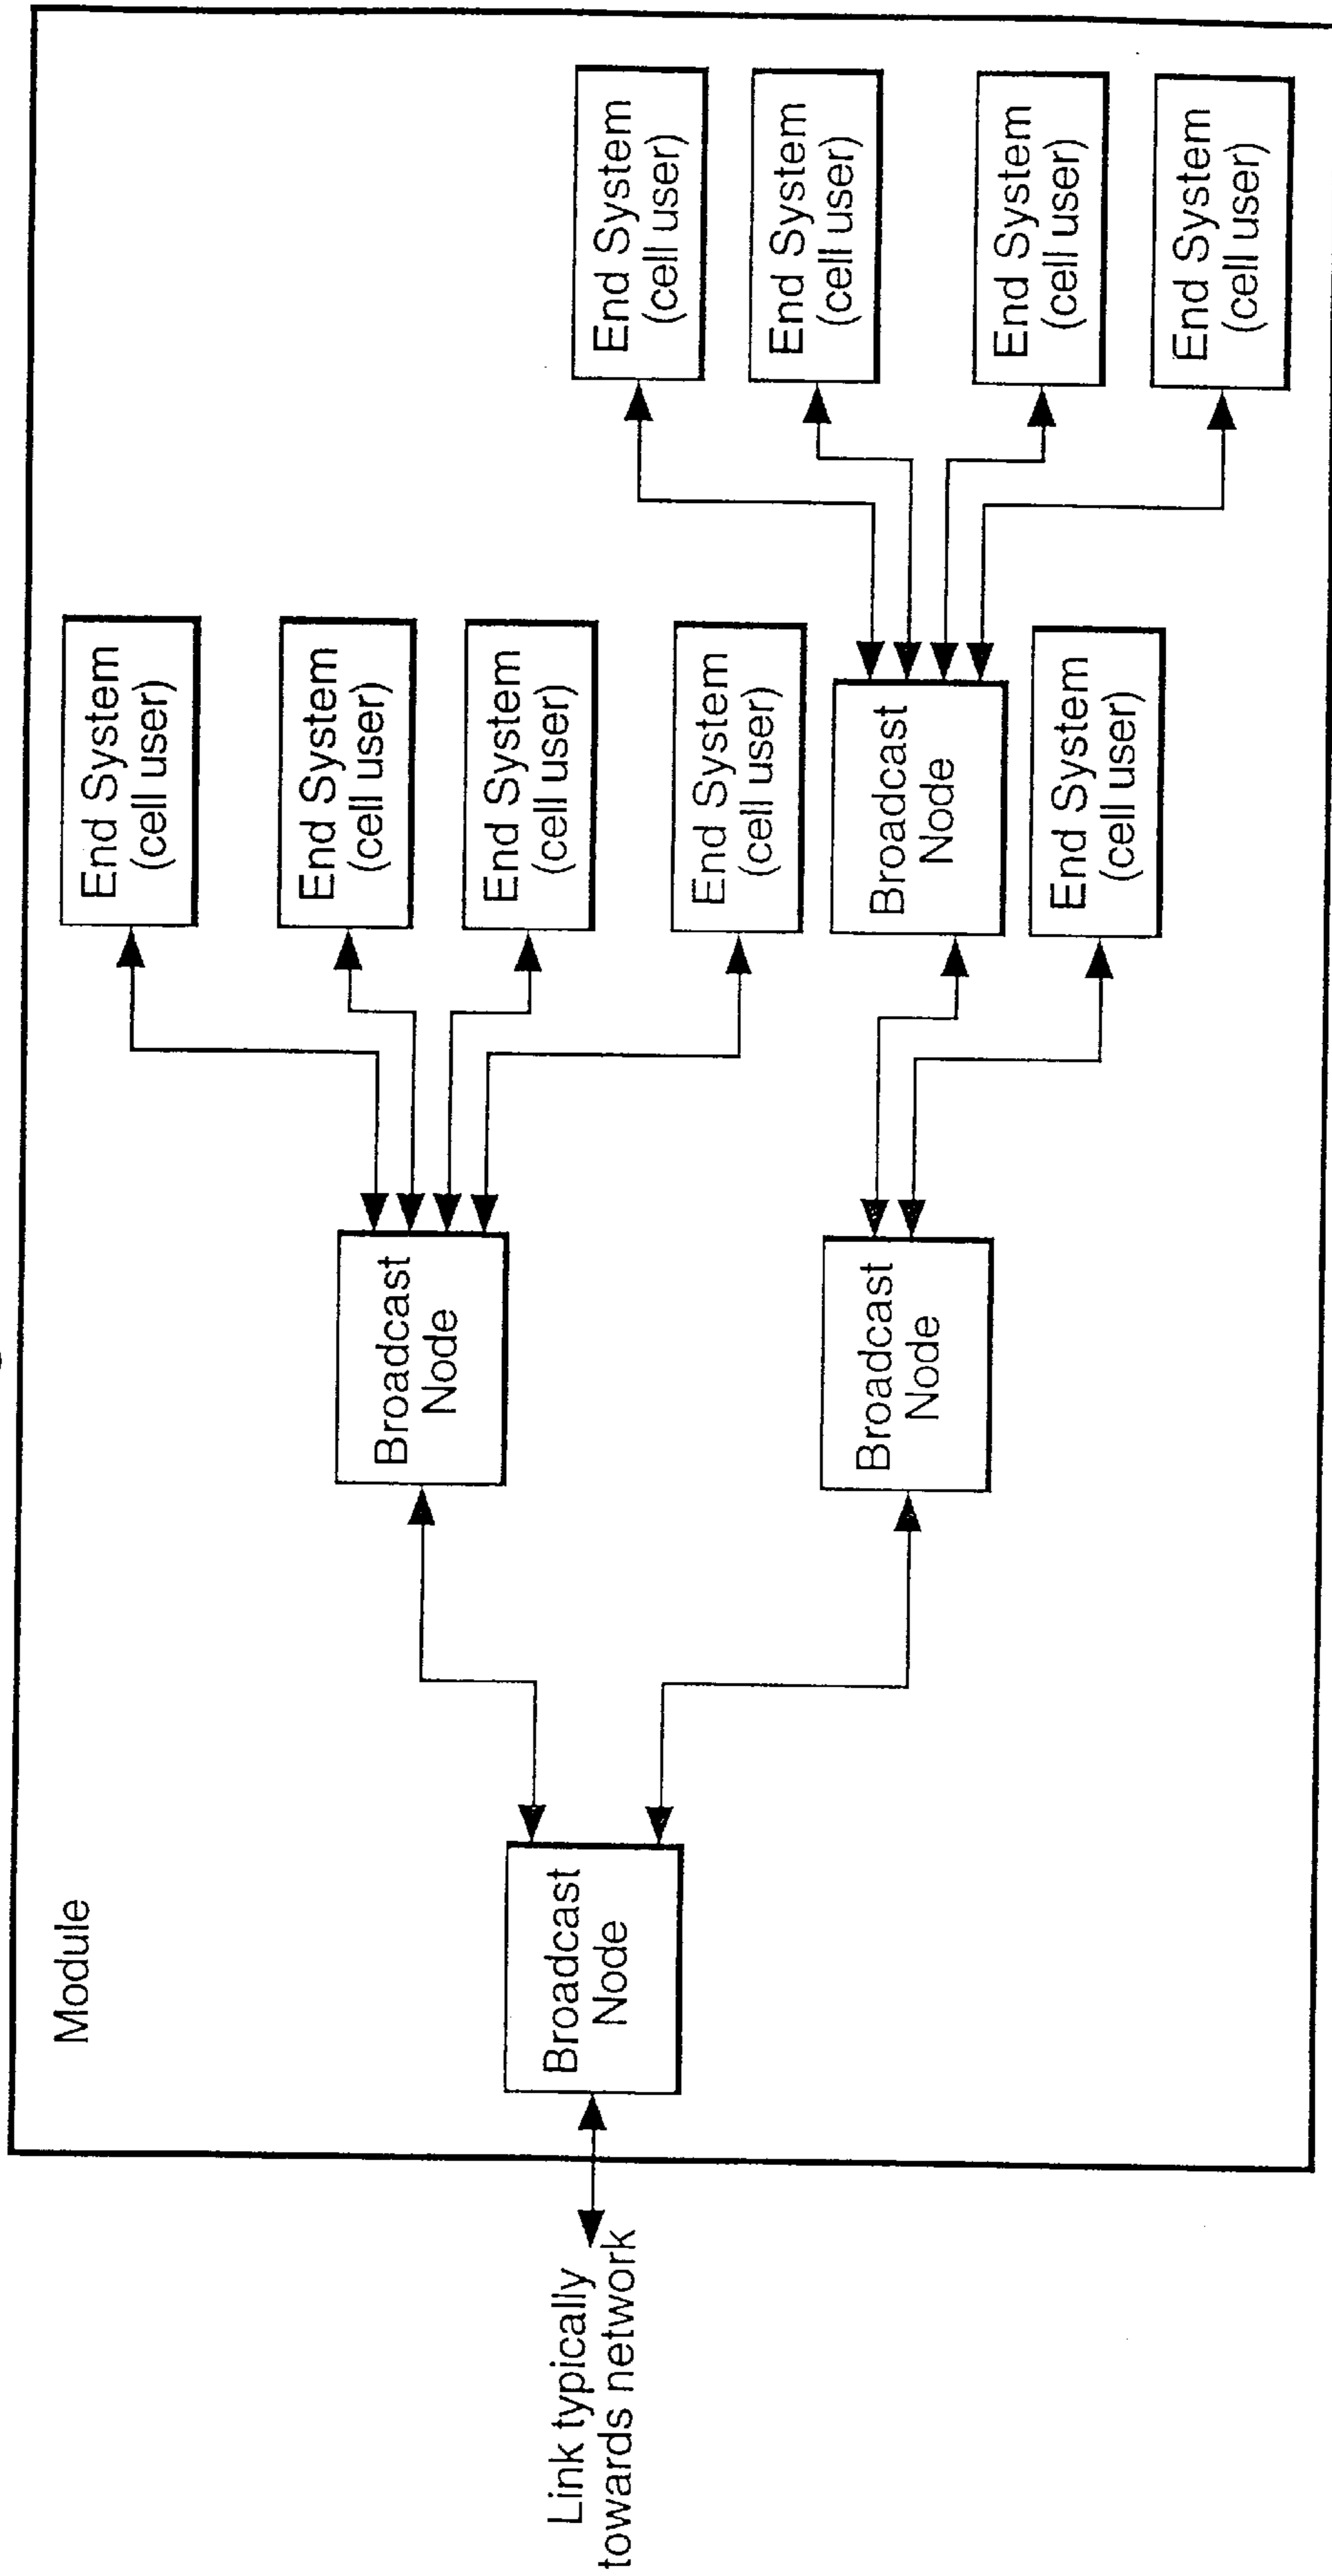 Module
Link typically
towards network
Broadcast
Node
Broadcast
Node
Broadcast
Node
End System
(cell user)
End System
(cell user)
End System
(cell user)
End System
(cell user)
Broadcast
Node
End System
(cell user)
End System
(cell user)
End System
(cell user)
End System
(cell user)
End System
(cell user)